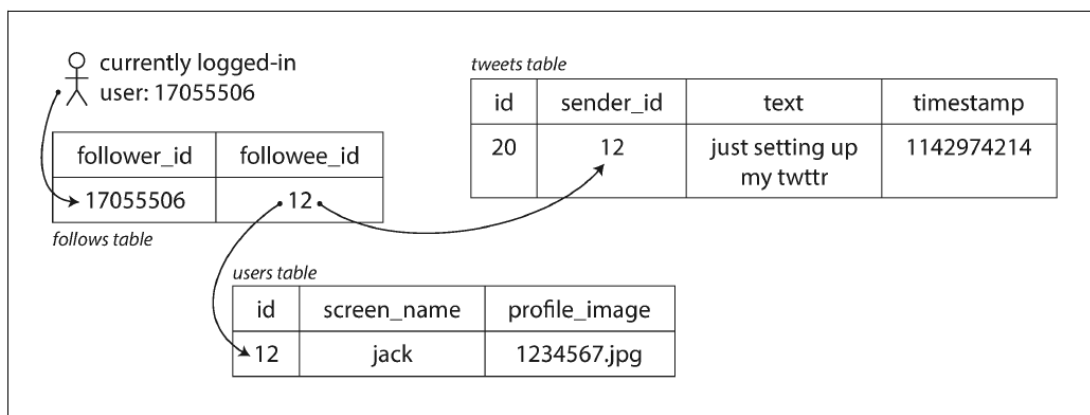 currently logged-in
user: 17055506
follower_id followee_id
17055506 12
follows table
tweets table
id sender_id text timestamp
20 12 just setting up 1142974214
my twttr
users table
id screen_name profile_image
12 jack 1234567.jpg